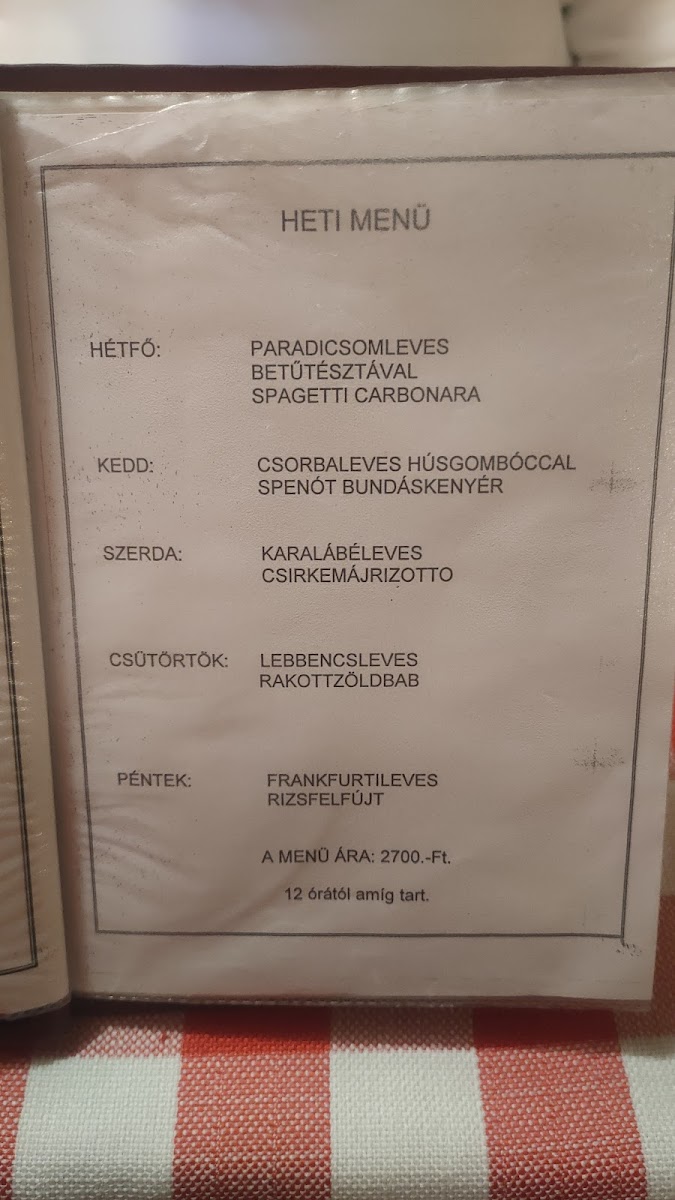 HETI MENÜ
HÉTFŐ: PARADICSOMLEVES
BETŰTÉSZTÁVAL
SPAGETTI CARBONARA
KEDD: CSORBALEVES HÚSGOMBÓCCAL
SPENÓT BUNDÁSKENYÉR
SZERDA: KARALÁBÉLEVES
CSIRKEMÁJRIZOTTO
CSÜTÖRTÖK: LEBBENCSLEVES
RAKOTTZÖLDBAB
PÉNTEK: FRANKFURTILEVES
RIZSFELFÚJT
A MENÜ ÁRA: 2700.-Ft.
12 órától amíg tart.